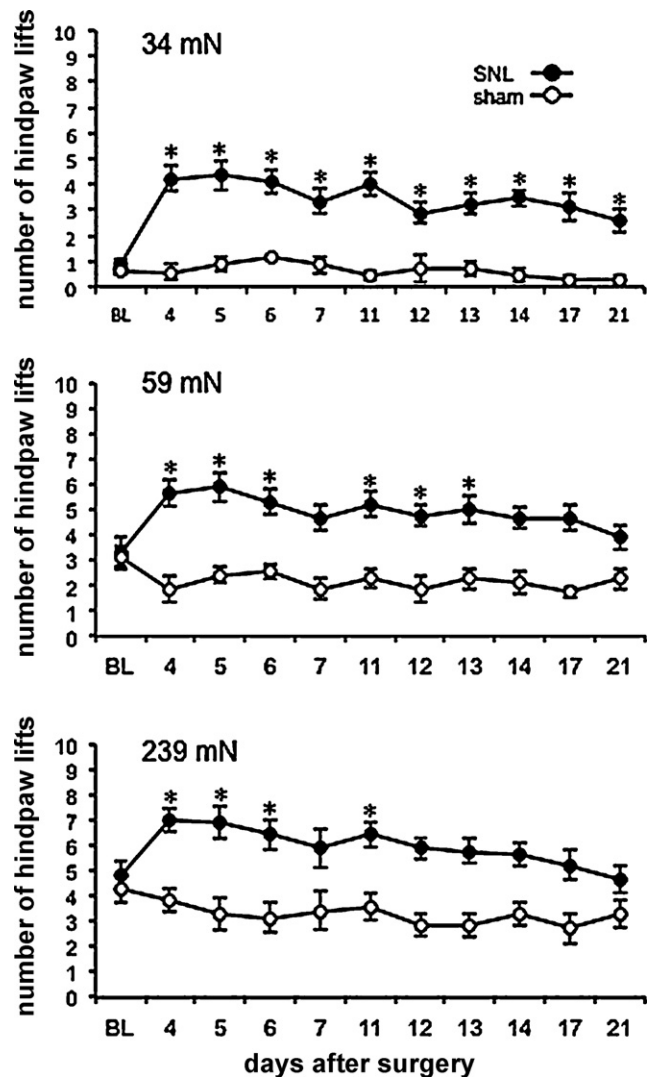 34 mN
SNL
sham
number of hindpaw lifts
10
9
8
7
6
5
4
3
2
1
0
* * * * * * * * * *
BL 4 5 6 7 11 12 13 14 17 21
59 mN
number of hindpaw lifts
10
9
8
7
6
5
4
3
2
1
0
* * * * * *
BL 4 5 6 7 11 12 13 14 17 21
239 mN
number of hindpaw lifts
10
9
8
7
6
5
4
3
2
1
0
* * * *
BL 4 5 6 7 11 12 13 14 17 21
days after surgery